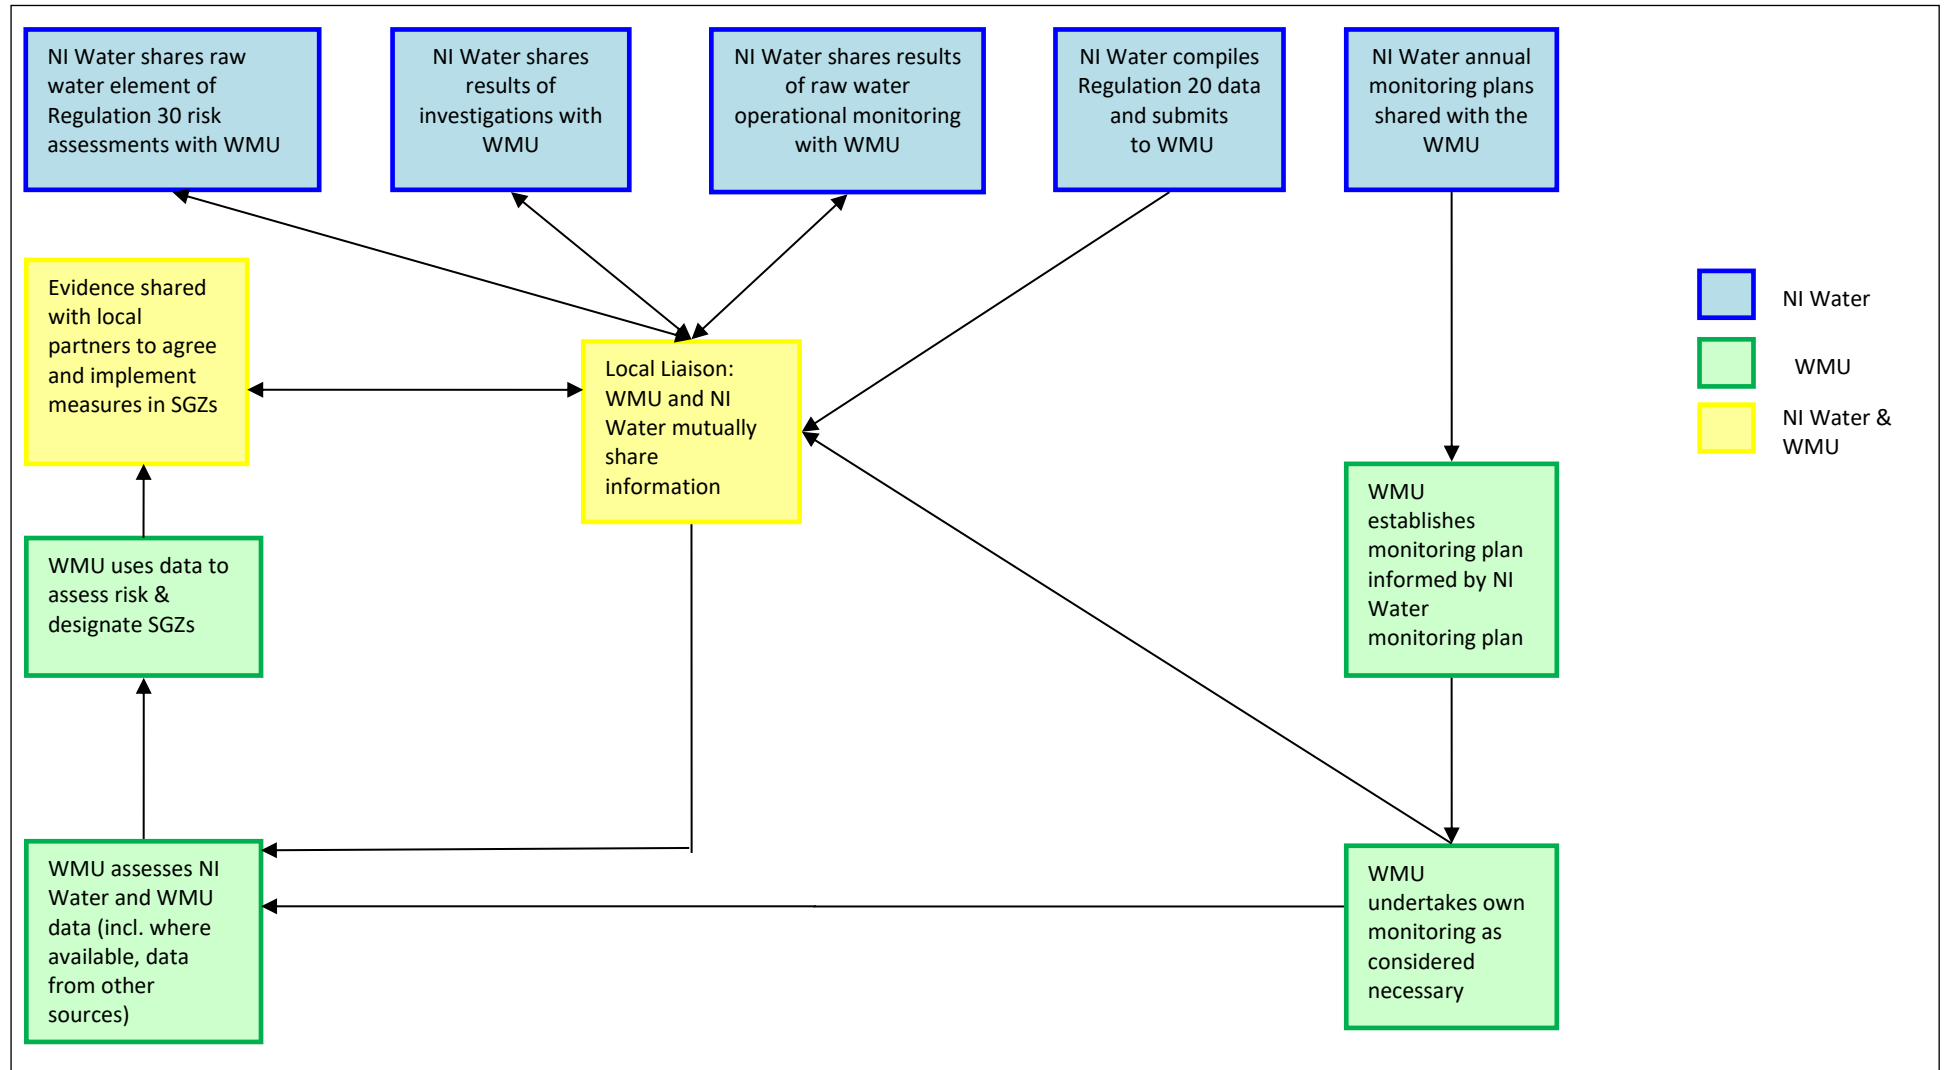 NI Water shares raw
water element of
Regulation 30 risk
assessments with WMU
NI Water shares
results of
investigations with
WMU
NI Water shares results
of raw water
operational monitoring
with WMU
NI Water compiles
Regulation 20 data
and submits
to WMU
NI Water annual
monitoring plans
shared with the
WMU
Evidence shared
with local
partners to agree
and implement
measures in SGZs
Local Liaison:
WMU and NI
Water mutually
share
information
NI Water
WMU
NI Water &
WMU
WMU
establishes
monitoring plan
informed by NI
Water
monitoring plan
WMU uses data to
assess risk &
designate SGZs
WMU assesses NI
Water and WMU
data (incl. where
available, data
from other
sources)
WMU
undertakes own
monitoring as
considered
necessary